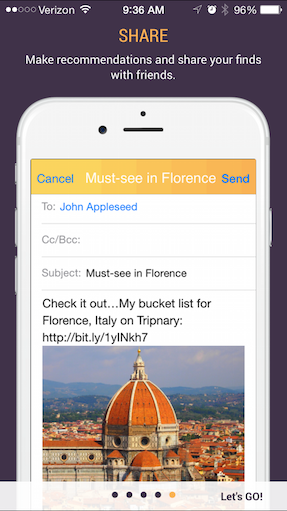 Verizon 9:36 AM 96%
SHARE
Make recommendations and share your finds
with friends.
Cancel Must-see in Florence Send
To: John Appleseed
Cc/Bcc:
Subject: Must-see in Florence
Check it out...My bucket list for
Florence, Italy on Tripnary:
http://bit.ly/1yINkh7
Let's GO!